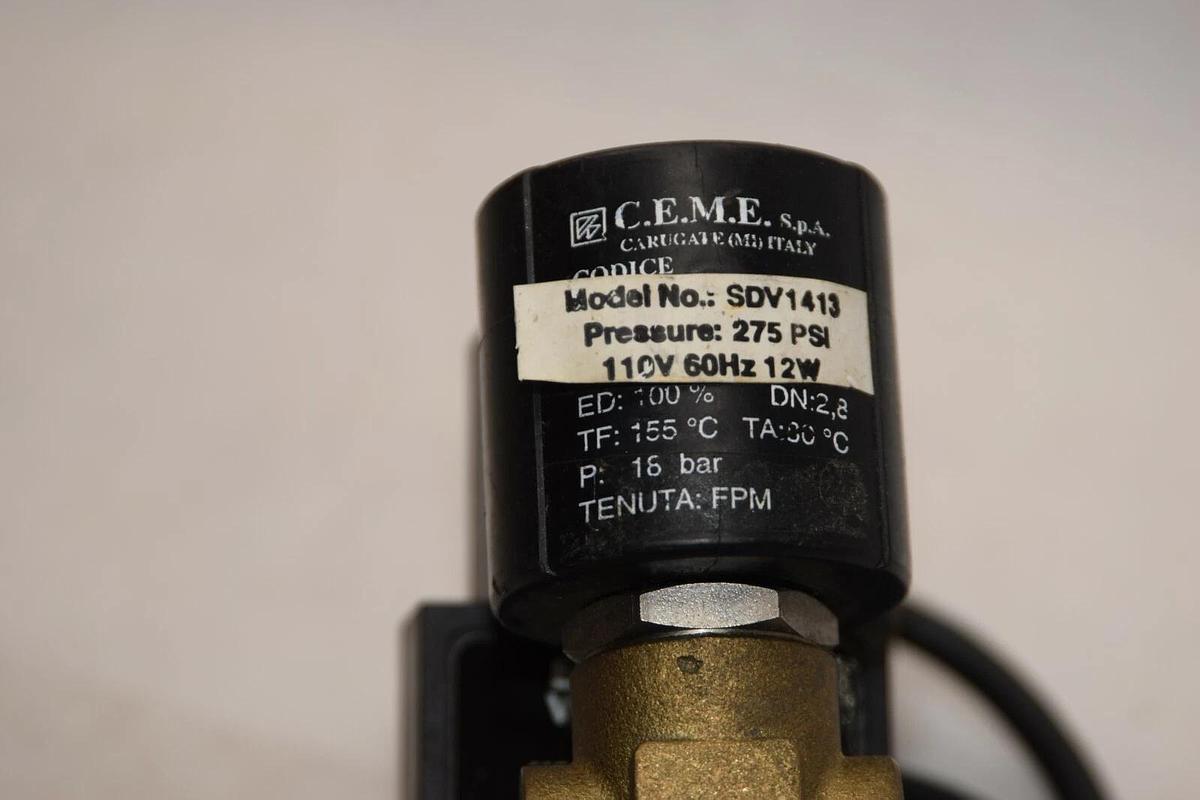 C.E.M.E. S.p.A.
CARUGATE (MI) ITALY
CODICE
Model No.: SDV1413
Pressure: 275 PSI
110V 60Hz 12W
ED: 100 % DN:2,8
TF: 155 °C TA:80 °C
P: 18 bar
TENUTA: FPM